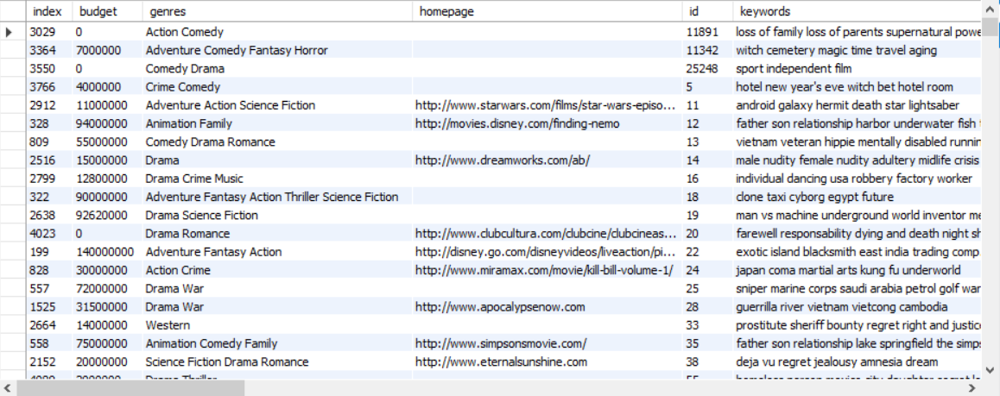 index budget genres homepage id keywords
3029 0 Action Comedy 11891 loss of family loss of parents supernatural powe
3364 7000000 Adventure Comedy Fantasy Horror 11342 witch cemetery magic time travel aging
3550 0 Comedy Drama 25248 sport independent film
3766 4000000 Crime Comedy 5 hotel new year's eve witch bet hotel room
2912 11000000 Adventure Action Science Fiction http://www.starwars.com/films/star-wars-episo... 11 android galaxy hermit death star lightsaber
328 94000000 Animation Family http://movies.disney.com/finding-nemo 12 father son relationship harbor underwater fish
809 55000000 Comedy Drama Romance 13 vietnam veteran hippie mentally disabled runnin
2516 15000000 Drama http://www.dreamworks.com/ab/ 14 male nudity female nudity adultery midlife crisis
2799 12800000 Drama Crime Music 16 individual dancing usa robbery factory worker
322 90000000 Adventure Fantasy Action Thriller Science Fiction 18 clone taxi cyborg egypt future
2638 92620000 Drama Science Fiction 19 man vs machine underground world inventor me
4023 0 Drama Romance http://www.clubcultura.com/clubcine/clubcineas... 20 farewell responsability dying and death night sh
199 140000000 Adventure Fantasy Action http://disney.go.com/disneyvideos/liveaction/pi... 22 exotic island blacksmith east india trading comp
828 30000000 Action Crime http://www.miramax.com/movie/kill-bill-volume-1/ 24 japan coma martial arts kung fu underworld
557 72000000 Drama War 25 sniper marine corps saudi arabia petrol golf war
1525 31500000 Drama War http://www.apocalypsenow.com 28 guerrilla river vietnam vietcong cambodia
2664 14000000 Western 33 prostitute sheriff bounty regret right and justic
558 75000000 Animation Comedy Family http://www.simpsonsmovie.com/ 35 father son relationship lake springfield the simps
2152 20000000 Science Fiction Drama Romance http://www.eternalsunshine.com 38 deja vu regret jealousy amnesia dream